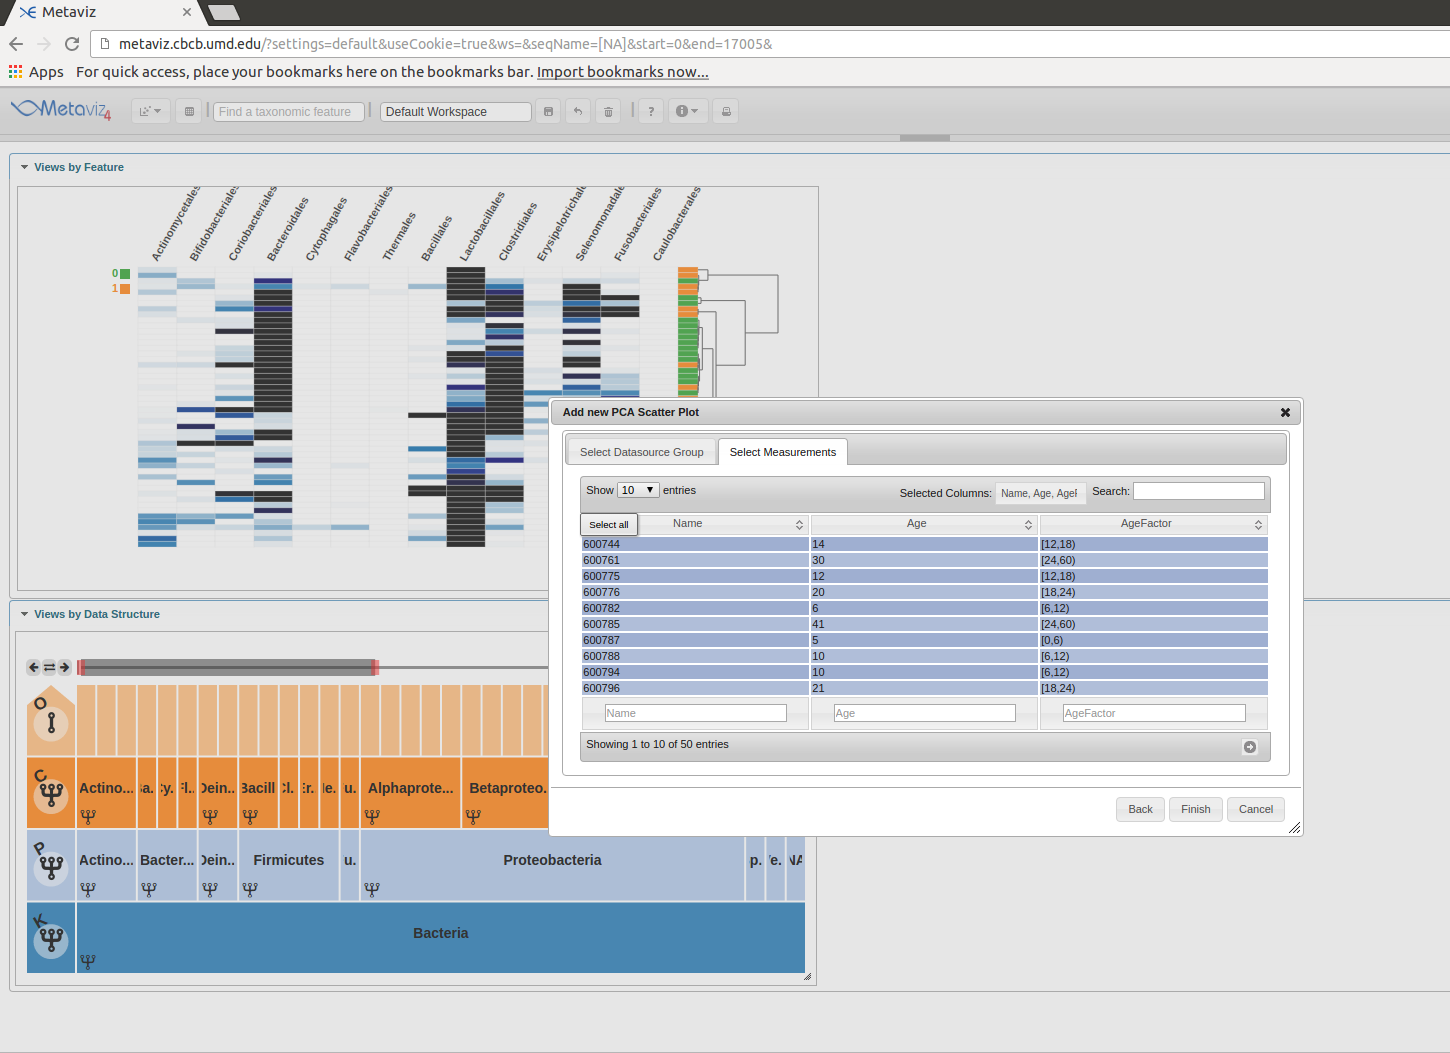 Metaviz
metaviz.cbcb.umd.edu/?settings=default&useCookie=true&ws=&seqName=[NA]&start=0&end=17005&
Apps For quick access, place your bookmarks here on the bookmarks bar. Import bookmarks now...
Metaviz4 Find a taxonomic feature Default Workspace ?
Views by Feature
Actinomycetales Bifidobacteriales Coriobacteriales Bacteroidales Cytophagales Flavobacteriales Thermales Bacillales Lactobacillales Clostridiales Erysipelotrichale Selenomonadale Fusobacteriales Caulobacterales
0
1
Add new PCA Scatter Plot
Select Datasource Group Select Measurements
Show 10 entries Selected Columns: Name, Age, AgeF Search:
Select all Name Age AgeFactor
600744 14 [12,18)
600761 30 [24,60)
600775 12 [12,18)
600776 20 [18,24)
600782 6 [6,12)
600785 41 [24,60)
600787 5 [0,6)
600788 10 [6,12)
600794 10 [6,12)
600796 21 [18,24)
Name Age AgeFactor
Showing 1 to 10 of 50 entries
Back Finish Cancel
Views by Data Structure
O
C Actino... :a. :y. :l.. Dein.. Bacill :l. :r. le. u. Alphaprote... Betaproteo.
P Actino... Bacter... Dein.. Firmicutes u. Proteobacteria p. 'e. NA
K Bacteria